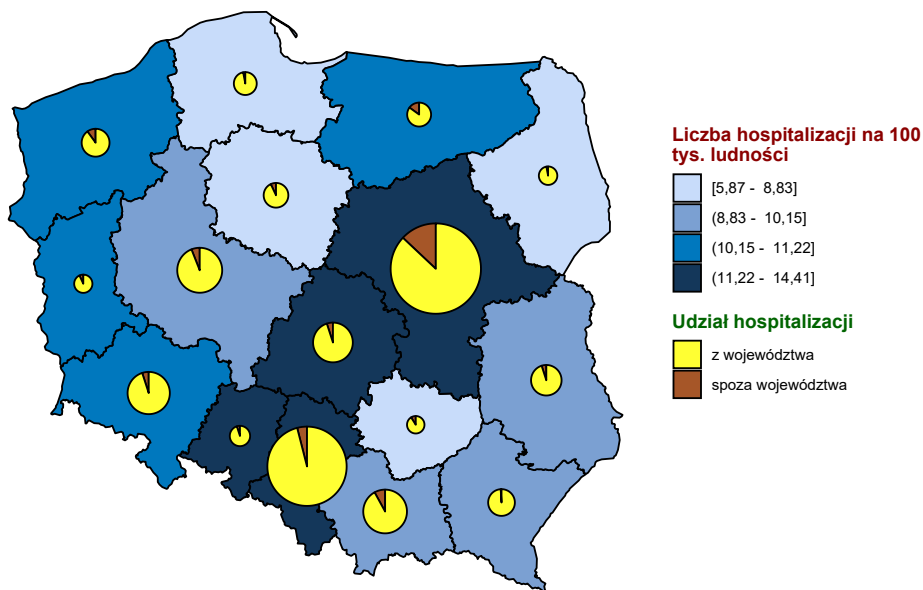 Liczba hospitalizacji na 100
tys. ludności
[5,87 - 8,83]
(8,83 - 10,15]
(10,15 - 11,22]
(11,22 - 14,41]
Udział hospitalizacji
z województwa
spoza województwa